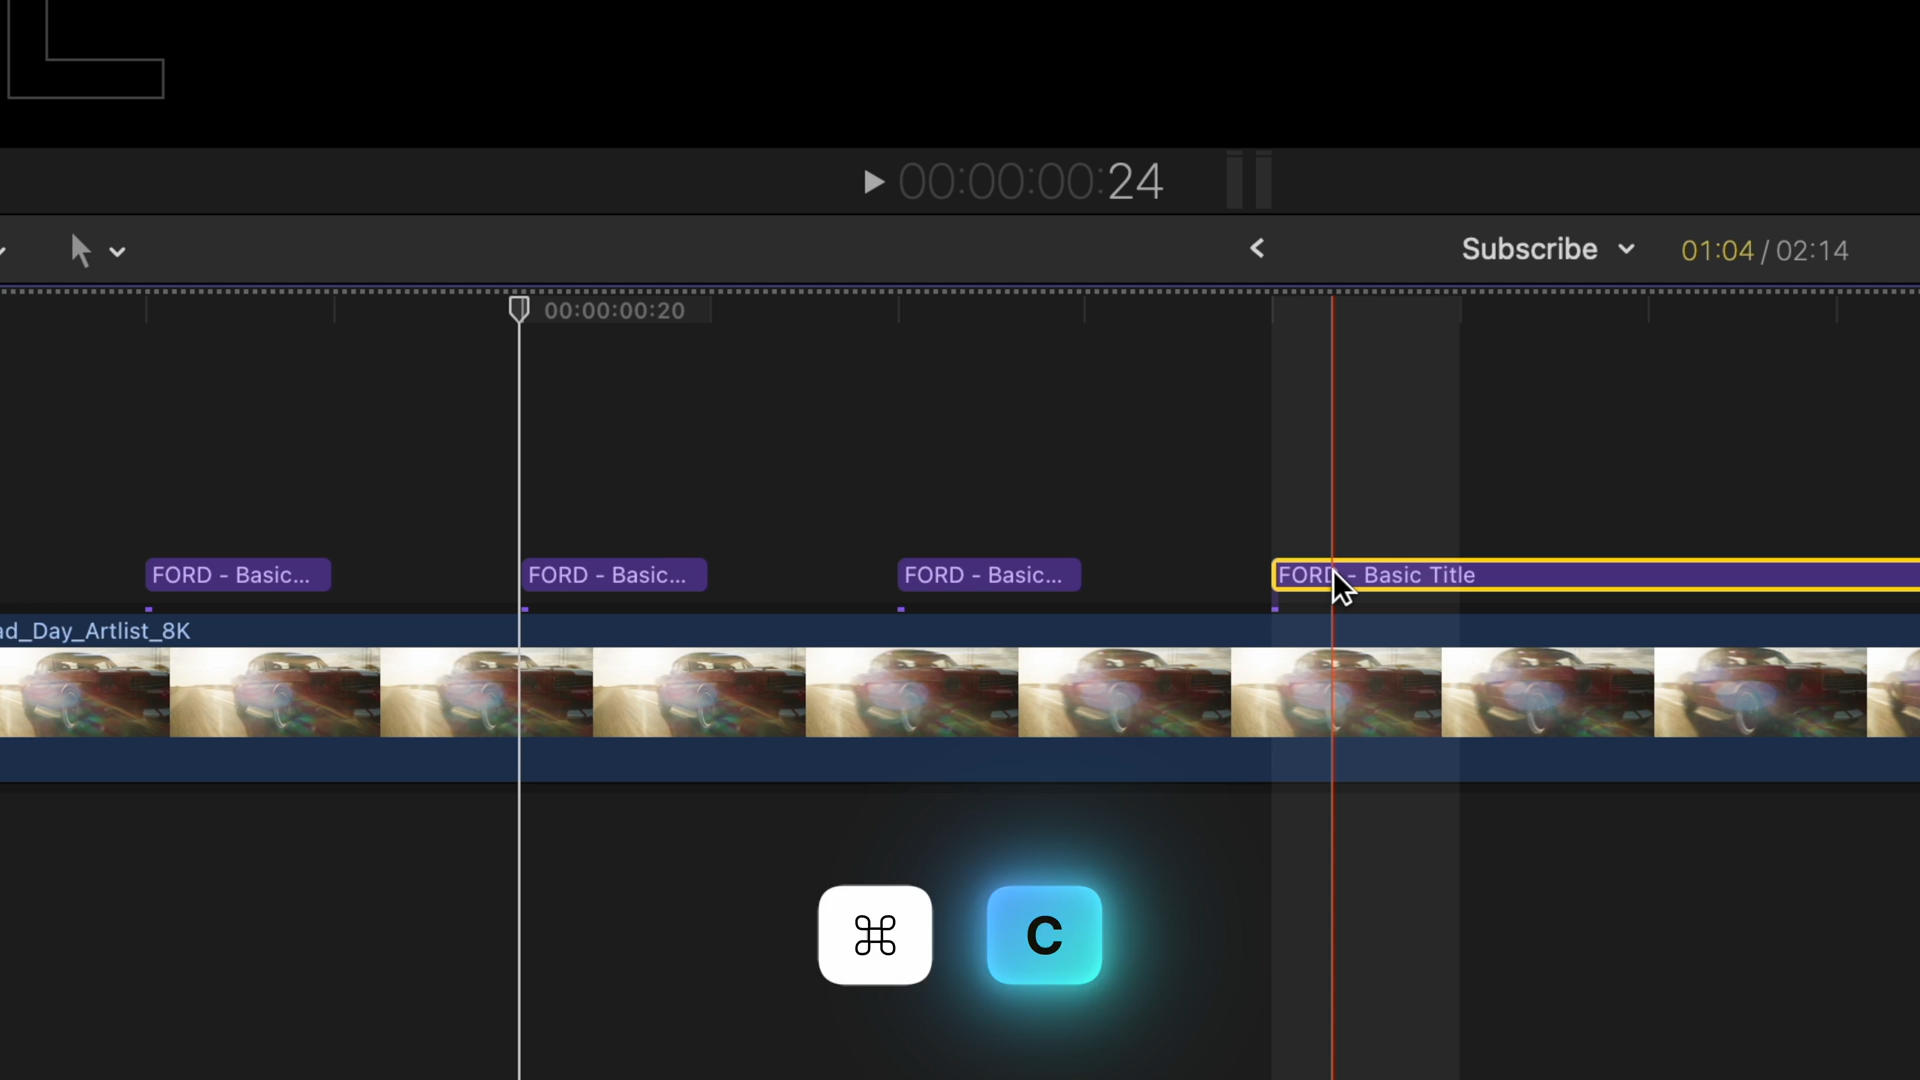 00:00:00:24
Subscribe
01:04 / 02:14
00:00:00:20
FORD - Basic...
FORD - Basic...
FORD - Basic...
FORD - Basic Title
ad_Day_Artlist_8K
⌘ C